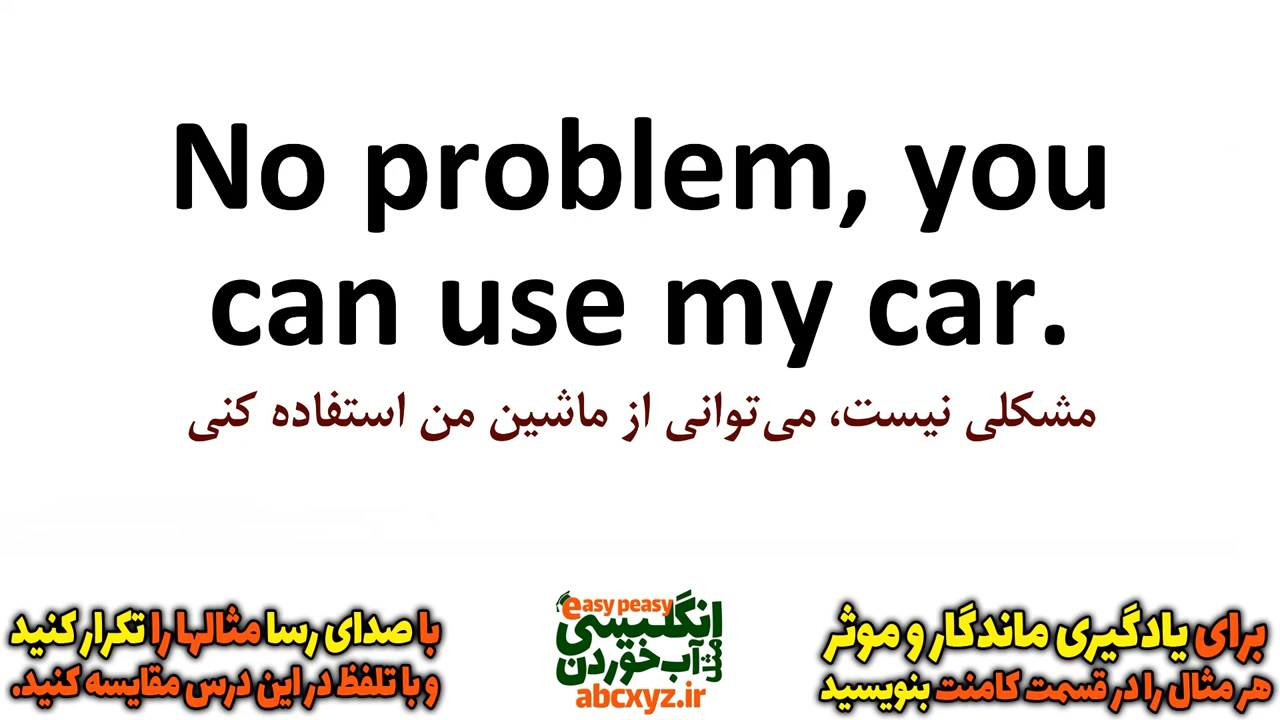 No problem, you
can use my car.
مشکلی نیست، می‌توانی از ماشین من استفاده کنی
با صدای رسا مثالها را تکرار کنید
و با تلفظ در این درس مقایسه کنید.
easy peasy
انگلیسی
مثل آب خوردن
abcxyz.ir
برای یادگیری ماندگار و موثر
هر مثال را در قسمت کامنت بنویسید